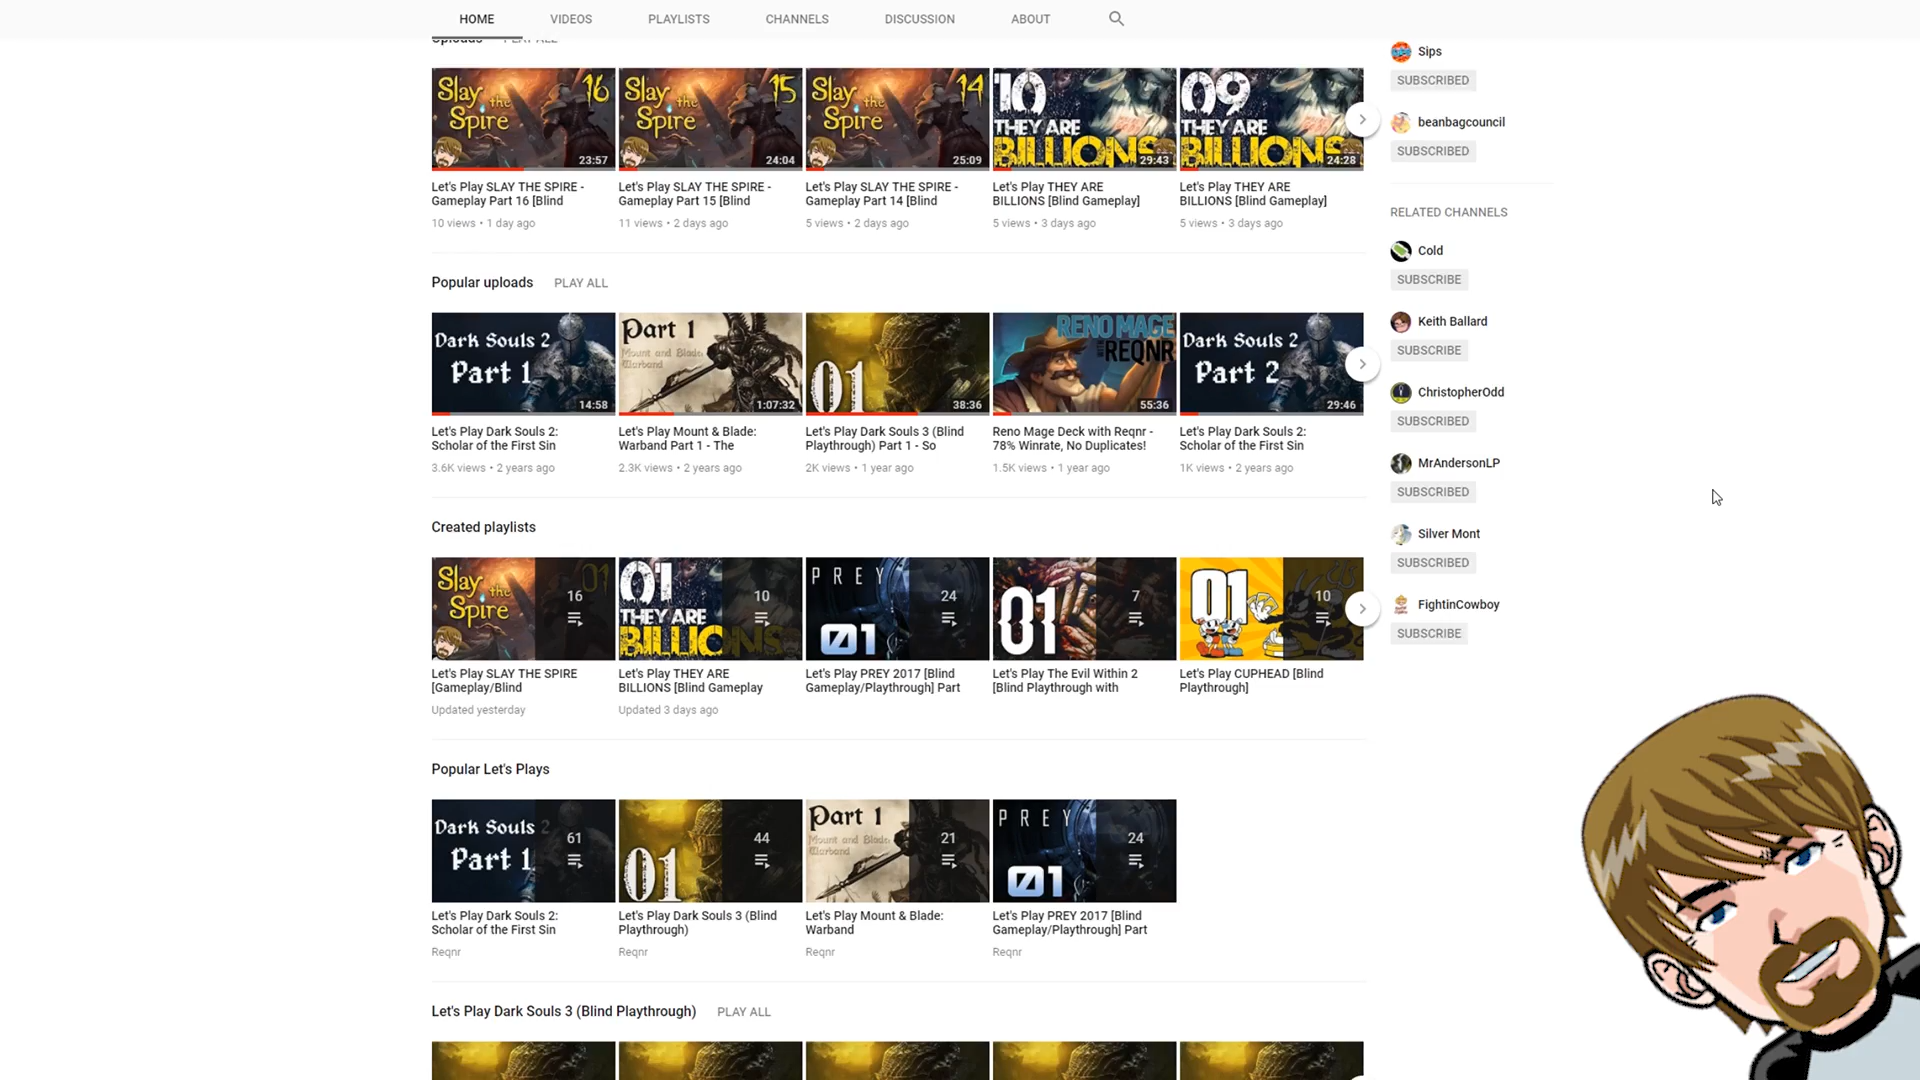 HOME VIDEOS PLAYLISTS CHANNELS DISCUSSION ABOUT
Uploads PLAY ALL
Slay the Spire 16 23:57
Slay the Spire 15 24:04
Slay the Spire 14 25:09
10 THEY ARE BILLIONS 29:43
09 THEY ARE BILLIONS 24:28
Let's Play SLAY THE SPIRE -
Gameplay Part 16 [Blind
10 views • 1 day ago
Let's Play SLAY THE SPIRE -
Gameplay Part 15 [Blind
11 views • 2 days ago
Let's Play SLAY THE SPIRE -
Gameplay Part 14 [Blind
5 views • 2 days ago
Let's Play THEY ARE
BILLIONS [Blind Gameplay]
5 views • 3 days ago
Let's Play THEY ARE
BILLIONS [Blind Gameplay]
5 views • 3 days ago
Popular uploads PLAY ALL
Dark Souls 2
Part 1
14:58
Part 1
Mount and Blade
Warband
1:07:32
01
38:36
RENO MAGE
WITH REQNR
55:36
Dark Souls 2
Part 2
29:46
Let's Play Dark Souls 2:
Scholar of the First Sin
3.6K views • 2 years ago
Let's Play Mount & Blade:
Warband Part 1 - The
2.3K views • 2 years ago
Let's Play Dark Souls 3 (Blind
Playthrough) Part 1 - So
2K views • 1 year ago
Reno Mage Deck with Reqnr -
78% Winrate, No Duplicates!
1.5K views • 1 year ago
Let's Play Dark Souls 2:
Scholar of the First Sin
1K views • 2 years ago
Created playlists
Slay the Spire 01
16
01 THEY ARE BILLIONS
10
PREY 01
24
01
7
01
10
Let's Play SLAY THE SPIRE
[Gameplay/Blind
Updated yesterday
Let's Play THEY ARE
BILLIONS [Blind Gameplay
Updated 3 days ago
Let's Play PREY 2017 [Blind
Gameplay/Playthrough] Part
Let's Play The Evil Within 2
[Blind Playthrough with
Let's Play CUPHEAD [Blind
Playthrough]
Popular Let's Plays
Dark Souls 2
Part 1
61
01
44
Part 1
Mount and Blade
Warband
21
PREY
01
24
Let's Play Dark Souls 2:
Scholar of the First Sin
Reqnr
Let's Play Dark Souls 3 (Blind
Playthrough)
Reqnr
Let's Play Mount & Blade:
Warband
Reqnr
Let's Play PREY 2017 [Blind
Gameplay/Playthrough] Part
Reqnr
Let's Play Dark Souls 3 (Blind Playthrough) PLAY ALL
Sips
SUBSCRIBED
beanbagcouncil
SUBSCRIBED
RELATED CHANNELS
Cold
SUBSCRIBE
Keith Ballard
SUBSCRIBE
ChristopherOdd
SUBSCRIBED
MrAndersonLP
SUBSCRIBED
Silver Mont
SUBSCRIBED
FightinCowboy
SUBSCRIBE